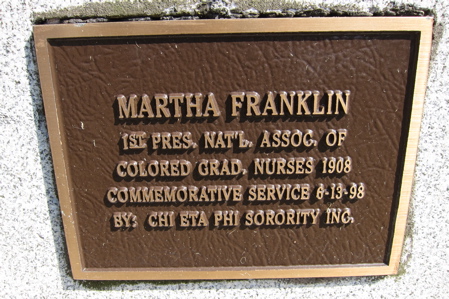 MARTHA FRANKLIN
1ST PRES. NAT'L. ASSOC. OF
COLORED GRAD. NURSES 1908
COMMEMORATIVE SERVICE 6-13-98
BY: CHI ETA PHI SORORITY INC.